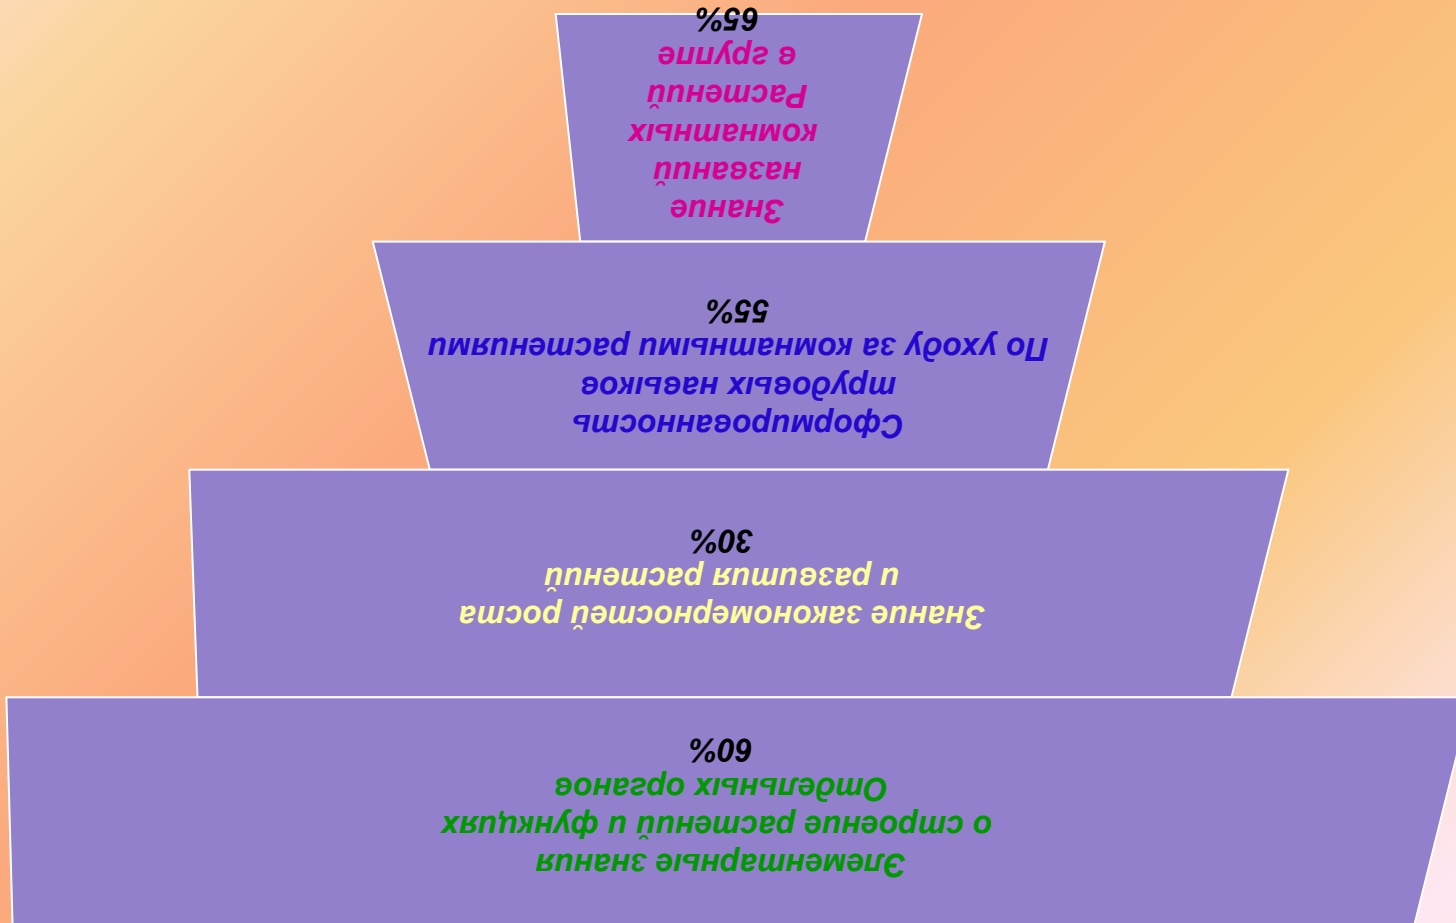 Элементарные знания
о строение растений и функциях
Отдельных органов
60%
Знание закономерностей роста
и развития растений
30%
Сформированность
трудовых навыков
По уходу за комнатными растениями
55%
Знание
названий
комнатных
Растений
в группе
65%